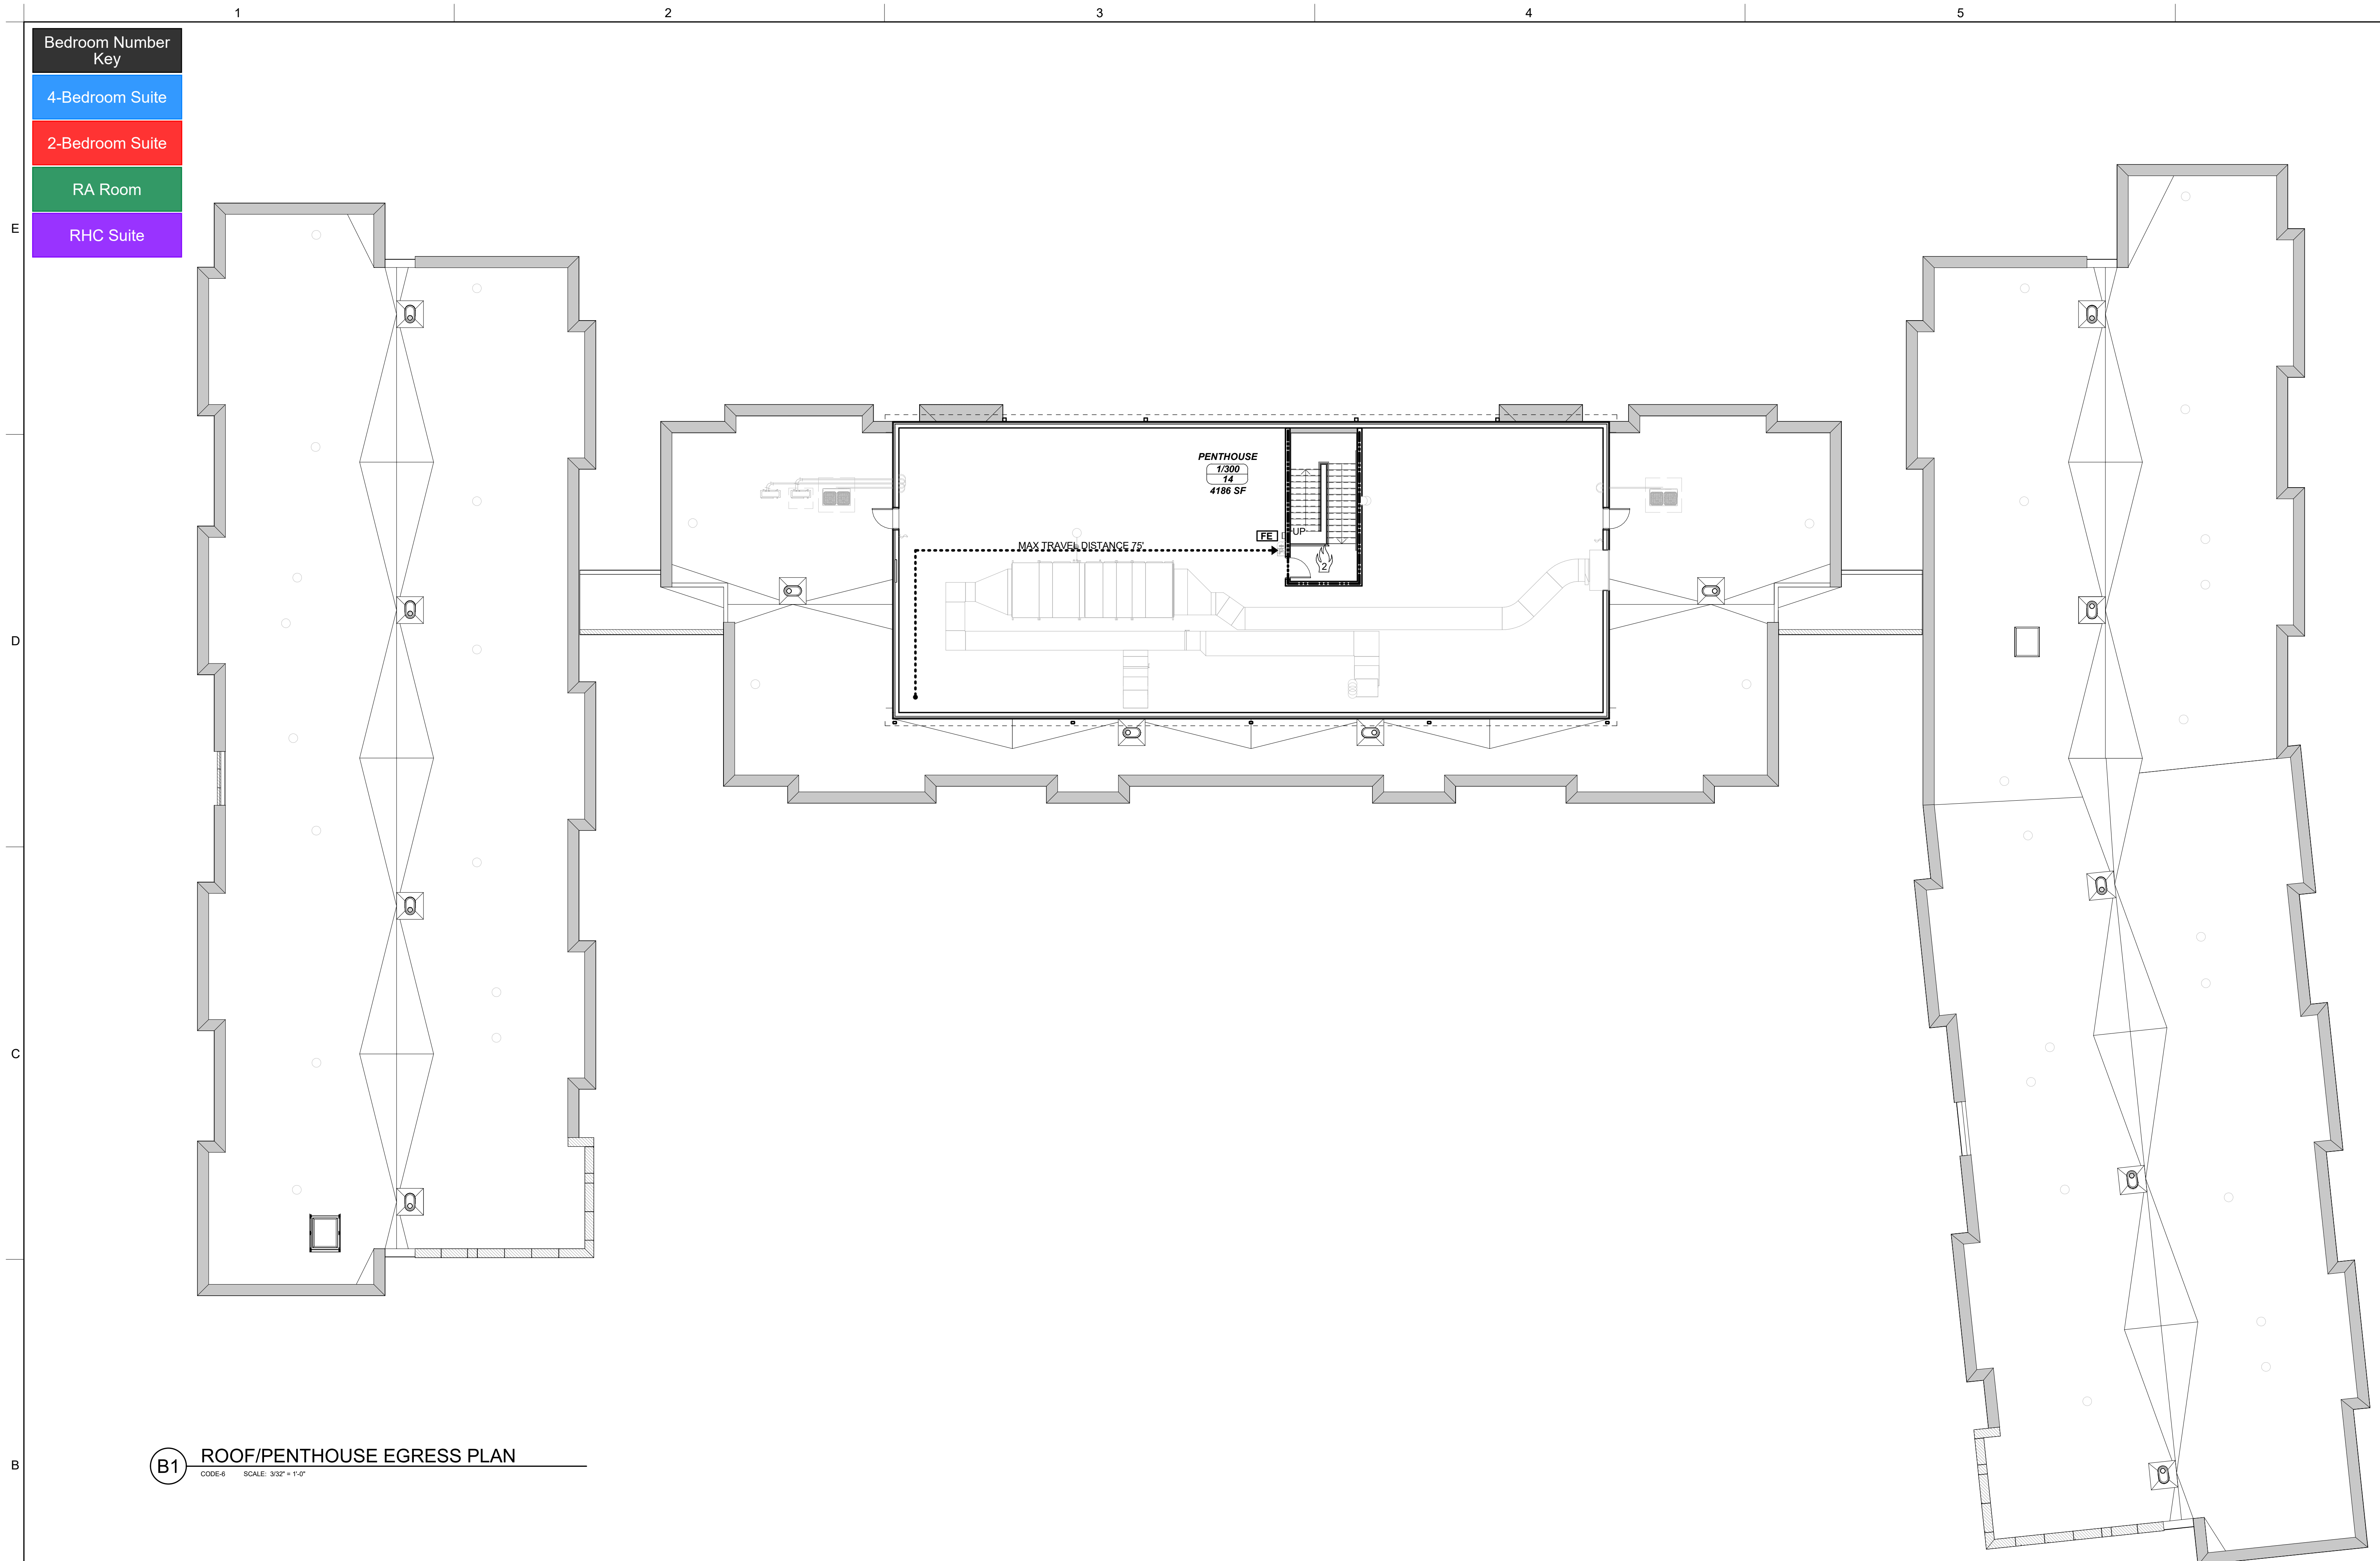 1 2 3 4 5
Bedroom Number
Key
4-Bedroom Suite
2-Bedroom Suite
RA Room
RHC Suite
E
PENTHOUSE
1/300
14
4186 SF
FE
UP
MAX TRAVEL DISTANCE 75'
2
D
C
B
B1
ROOF/PENTHOUSE EGRESS PLAN
CODE-6 SCALE: 3/32" = 1'-0"